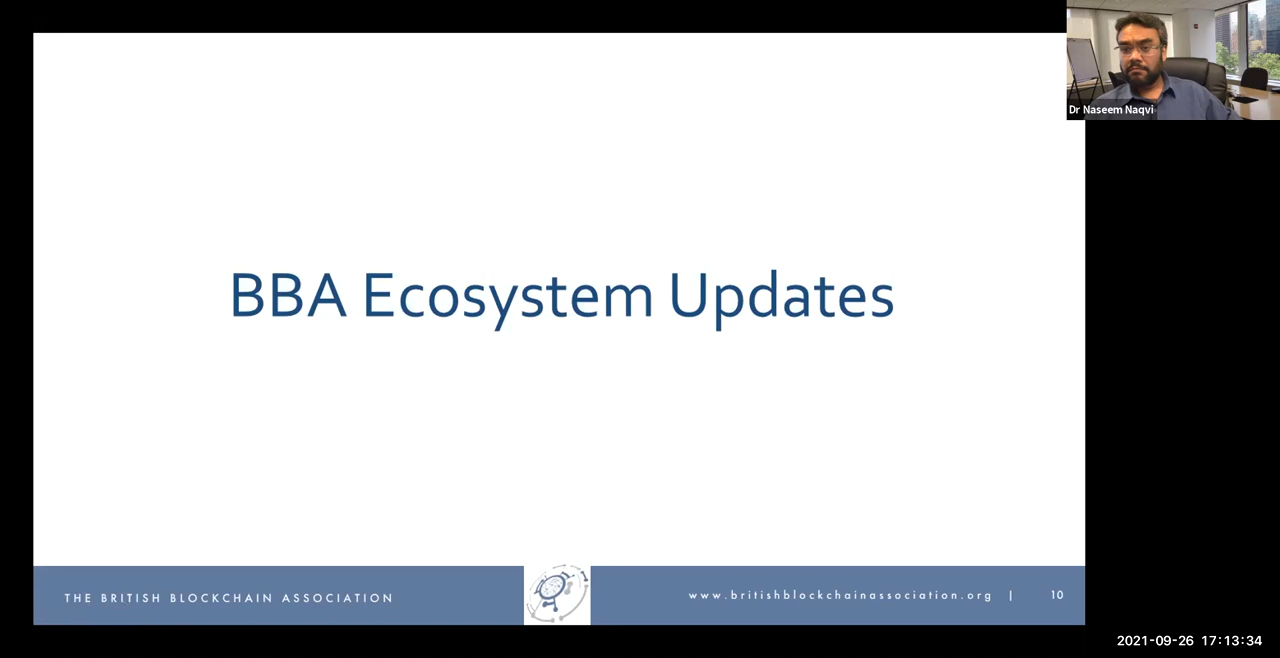 Dr Naseem Naqvi
BBA Ecosystem Updates
THE BRITISH BLOCKCHAIN ASSOCIATION
www.britishblockchainassociation.org | 10
2021-09-26 17:13:34